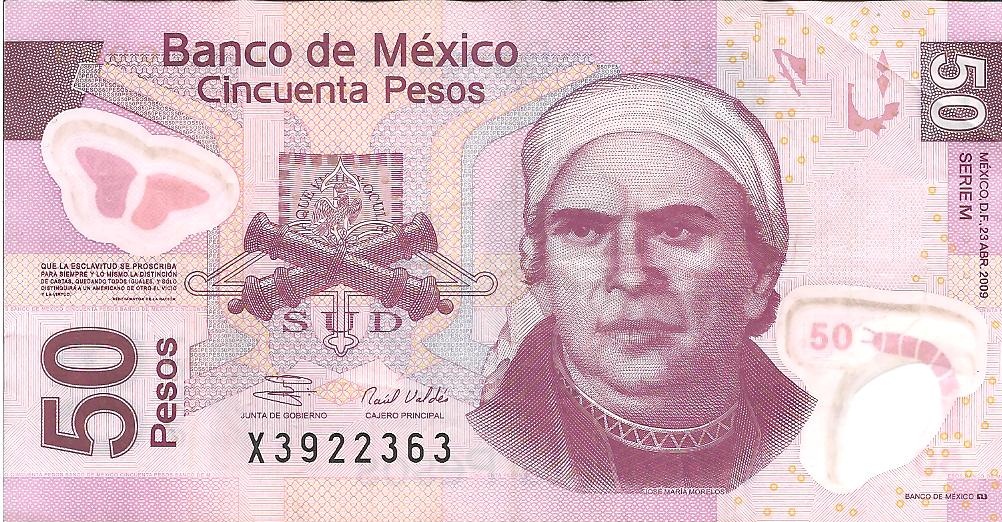 Banco de México
Cincuenta Pesos
50
MÉXICO, D.F., 23 ABR. 2009
SERIE M
QUE LA ESCLAVITUD SE PROSCRIBA
PARA SIEMPRE Y LO MISMO LA DISTINCIÓN
DE CASTAS, QUEDANDO TODOS IGUALES, Y SOLO
DISTINGUIRÁ A UN AMERICANO DE OTRO EL VICIO
Y LA VIRTUD.
SUD
50
50
Pesos
Raúl Valdés
JUNTA DE GOBIERNO
CAJERO PRINCIPAL
X3922363
JOSÉ MARÍA MORELOS
BANCO DE MÉXICO